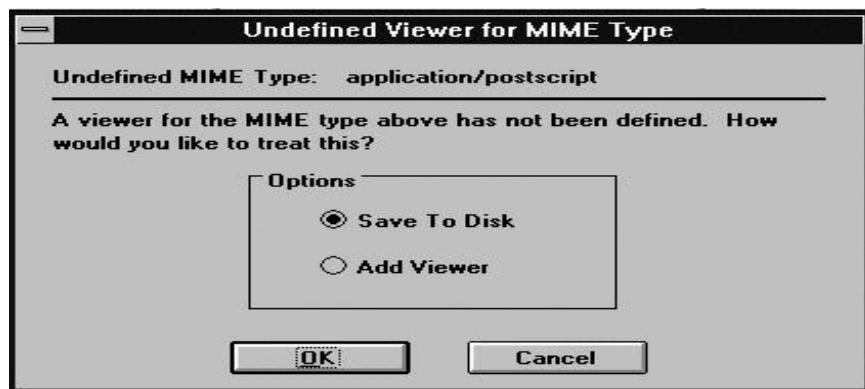 Undefined Viewer for MIME Type
Undefined MIME Type: application/postscript
A viewer for the MIME type above has not been defined. How
would you like to treat this?
Options
Save To Disk
Add Viewer
OK
Cancel